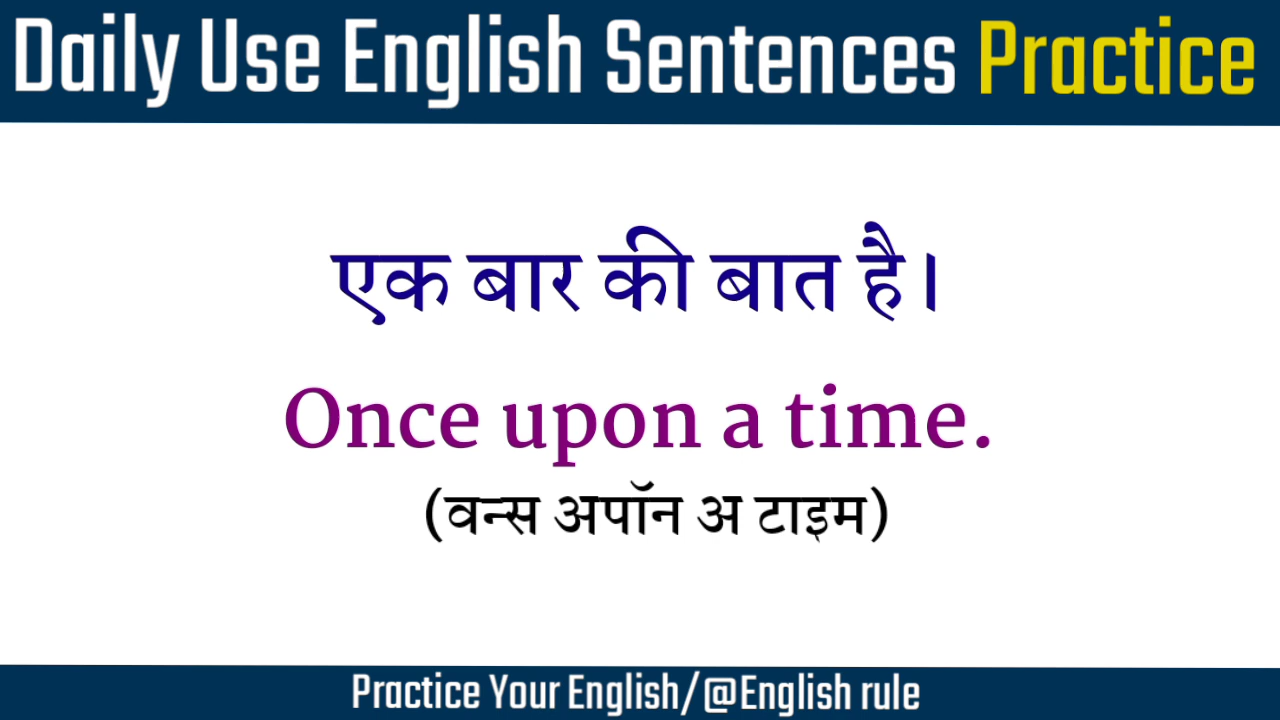 Daily Use English Sentences Practice
एक बार की बात है।
Once upon a time.
(वन्स अपॉन अ टाइम)
Practice Your English/@English rule